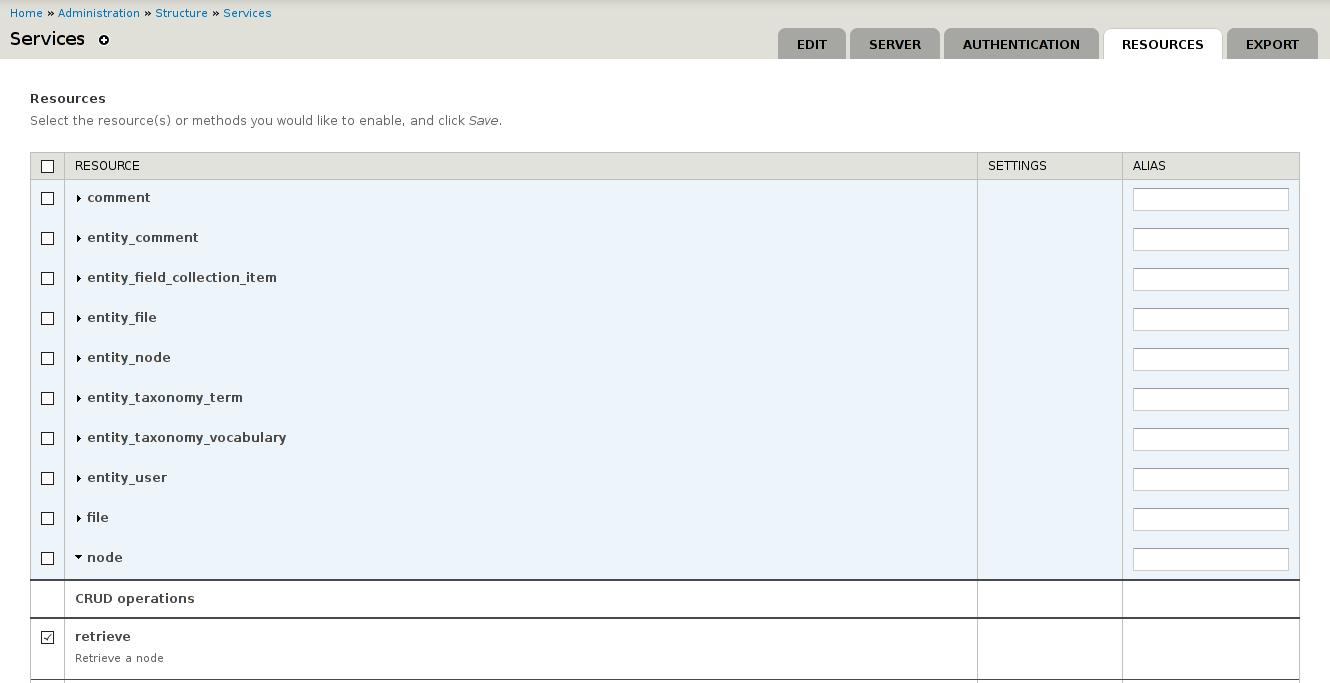 Home » Administration » Structure » Services
Services
EDIT SERVER AUTHENTICATION RESOURCES EXPORT
Resources
Select the resource(s) or methods you would like to enable, and click Save.
RESOURCE SETTINGS ALIAS
comment
entity_comment
entity_field_collection_item
entity_file
entity_node
entity_taxonomy_term
entity_taxonomy_vocabulary
entity_user
file
node
CRUD operations
retrieve
Retrieve a node